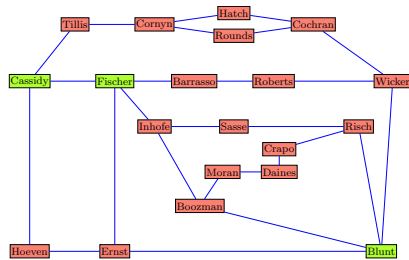 Hatch
Tillis Cornyn Cochran
Rounds
Cassidy Fischer Barrasso Roberts Wicker
Inhofe Sasse Risch
Crapo
Moran Daines
Boozman
Hoeven Ernst Blunt